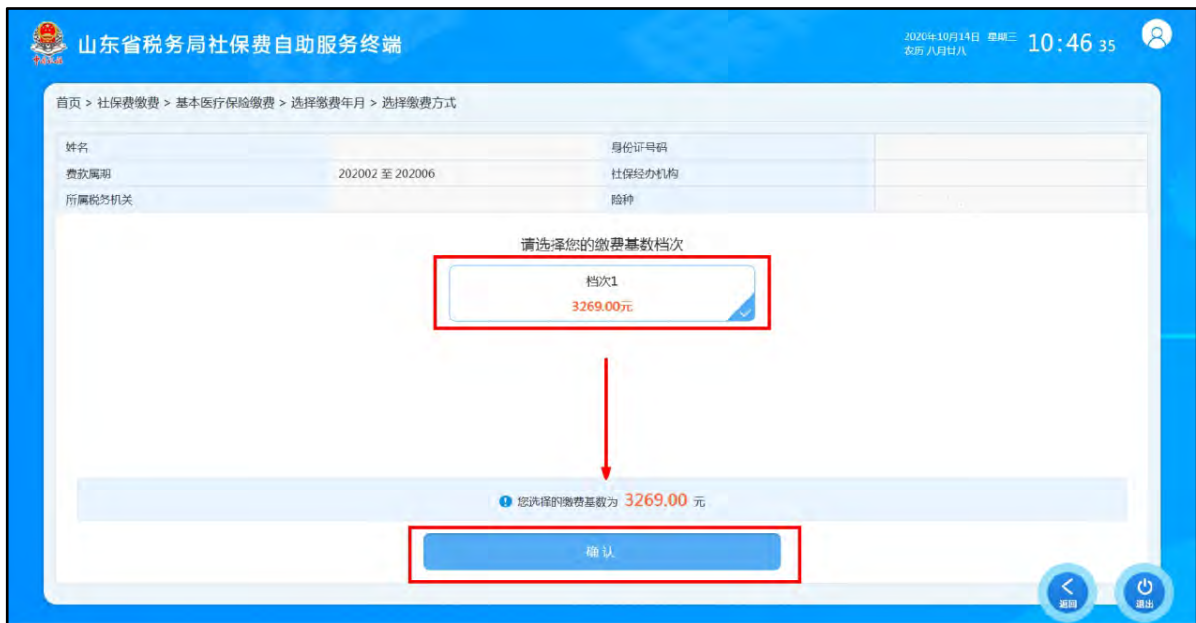 山东省税务局社保费自助服务终端
2020年10月14日 星期三
农历 八月廿八
10:46 35
首页 > 社保费缴费 > 基本医疗保险缴费 > 选择缴费年月 > 选择缴费方式
姓名 身份证号码
费款属期 202002 至 202006 社保经办机构
所属税务机关 险种
请选择您的缴费基数档次
档次1
3269.00元
您选择的缴费基数为 3269.00 元
确认
返回
退出